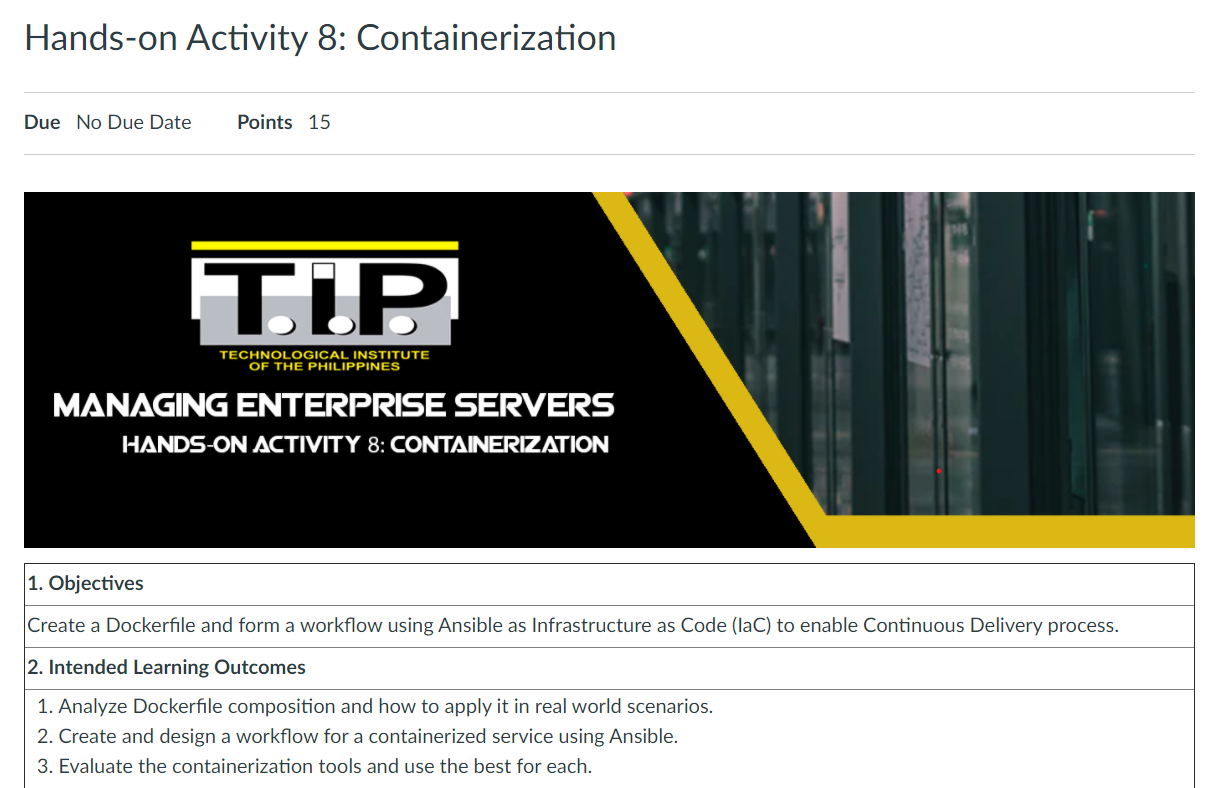 Hands-on Activity 8: Containerization
Due No Due Date Points 15
T.I.P.
TECHNOLOGICAL INSTITUTE
OF THE PHILIPPINES
MANAGING ENTERPRISE SERVERS
HANDS-ON ACTIVITY 8: CONTAINERIZATION
1. Objectives
Create a Dockerfile and form a workflow using Ansible as Infrastructure as Code (IaC) to enable Continuous Delivery process.
2. Intended Learning Outcomes
1. Analyze Dockerfile composition and how to apply it in real world scenarios.
2. Create and design a workflow for a containerized service using Ansible.
3. Evaluate the containerization tools and use the best for each.